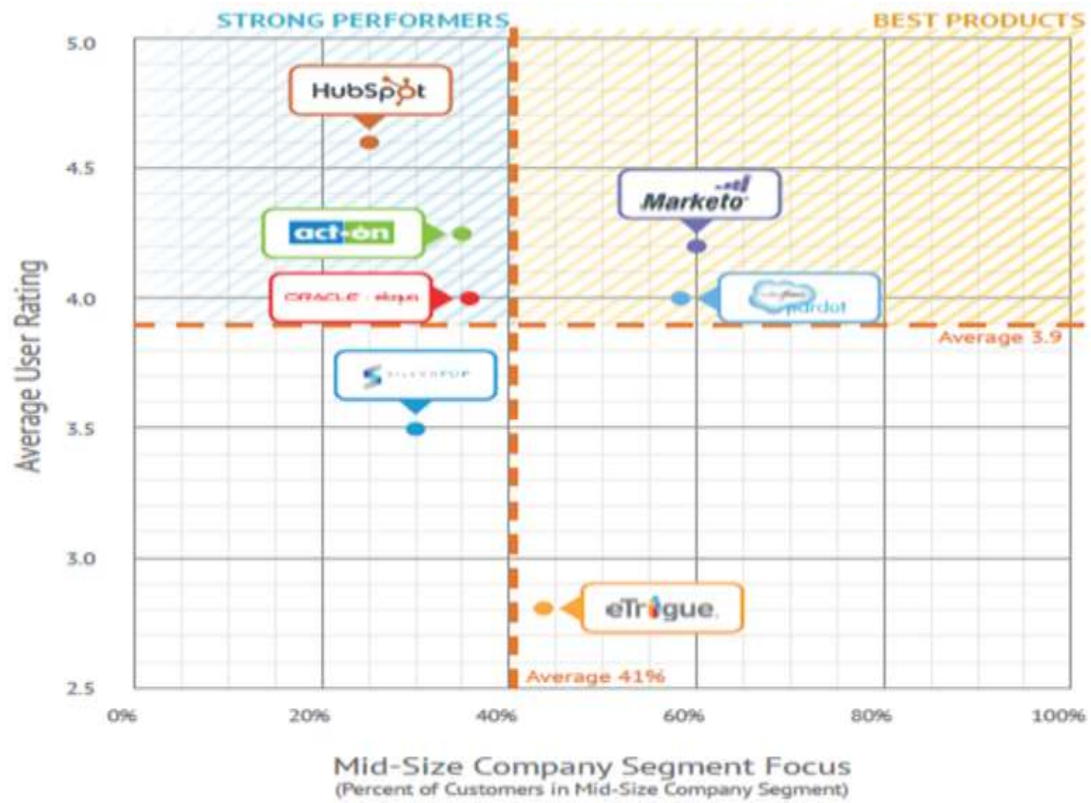 STRONG PERFORMERS
BEST PRODUCTS
5.0
HubSpot
4.5
Marketo
act-on
4.0
ORACLE eloqua
pardot
Average 3.9
SILVERPOP
3.5
3.0
eTrigue
Average 41%
2.5
0%
20%
40%
60%
80%
100%
Average User Rating
Mid-Size Company Segment Focus
(Percent of Customers in Mid-Size Company Segment)